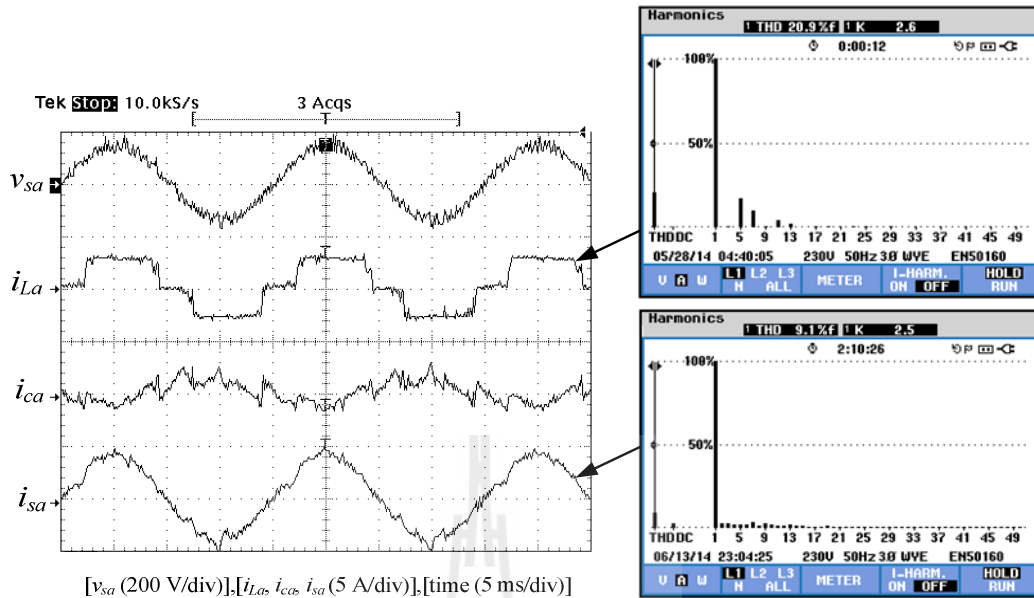 Tek Stop: 10.0kS/s 3 Acqs
T
T
vsa
iLa
ica
isa
[vsa (200 V/div)],[iLa, ica, isa (5 A/div)],[time (5 ms/div)]
Harmonics
1 THD 20.9%f 1 K 2.6
0:00:12
100%
50%
THDDC 1 5 9 13 17 21 25 29 33 37 41 45 49
05/28/14 04:40:05 230V 50Hz 3Ø WYE EN50160
V A W L1 L2 L3 N ALL METER I-HARM. ON OFF HOLD RUN
Harmonics
1 THD 9.1%f 1 K 2.5
2:10:26
100%
50%
THDDC 1 5 9 13 17 21 25 29 33 37 41 45 49
06/13/14 23:04:25 230V 50Hz 3Ø WYE EN50160
V A W L1 L2 L3 N ALL METER I-HARM. ON OFF HOLD RUN